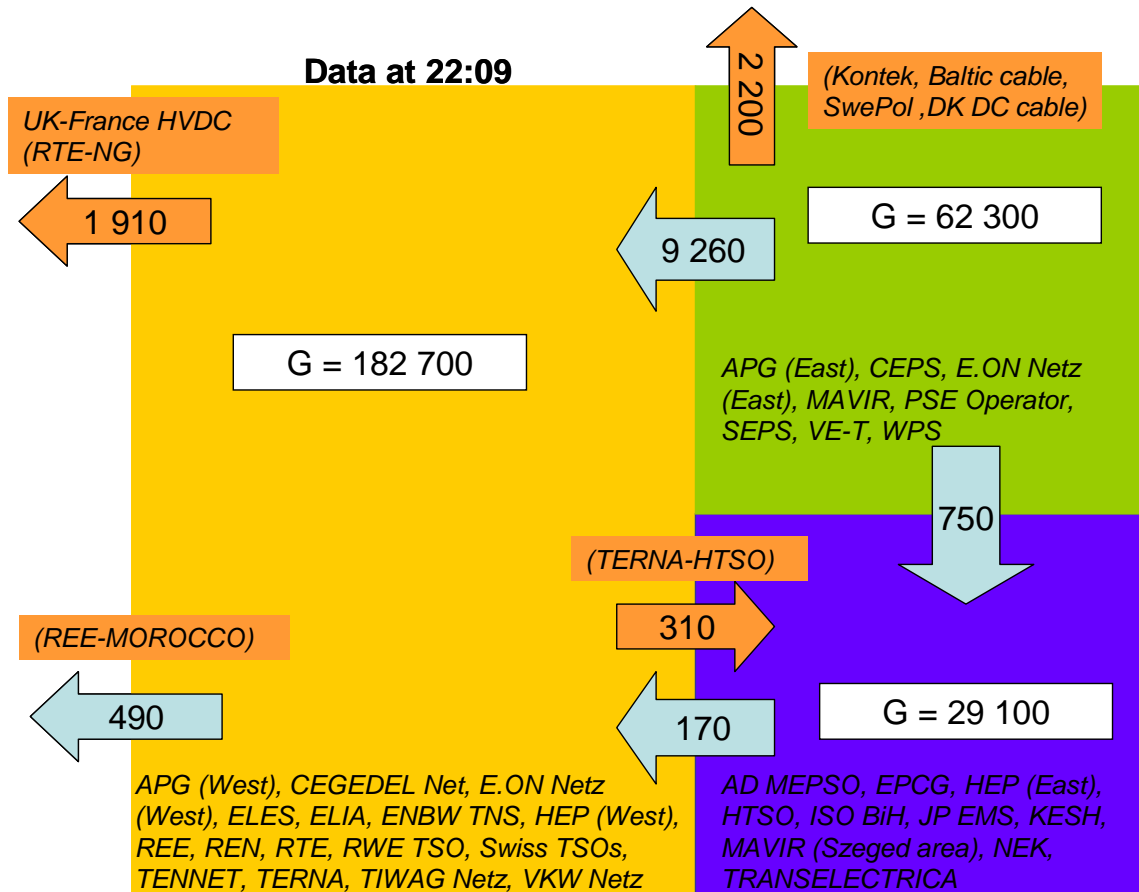 Data at 22:09
2 200
(Kontek, Baltic cable,
SwePol ,DK DC cable)
UK-France HVDC
(RTE-NG)
1 910
G = 62 300
9 260
G = 182 700
APG (East), CEPS, E.ON Netz
(East), MAVIR, PSE Operator,
SEPS, VE-T, WPS
750
(TERNA-HTSO)
310
(REE-MOROCCO)
490
170
G = 29 100
APG (West), CEGEDEL Net, E.ON Netz
(West), ELES, ELIA, ENBW TNS, HEP (West),
REE, REN, RTE, RWE TSO, Swiss TSOs,
TENNET, TERNA, TIWAG Netz, VKW Netz
AD MEPSO, EPCG, HEP (East),
HTSO, ISO BiH, JP EMS, KESH,
MAVIR (Szeged area), NEK,
TRANSELECTRICA